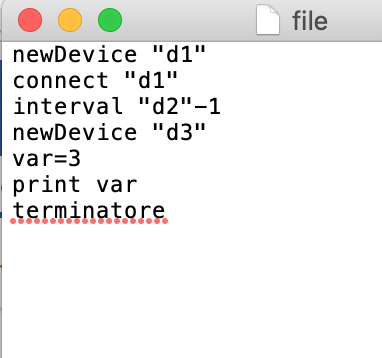 file
newDevice "d1"
connect "d1"
interval "d2"-1
newDevice "d3"
var=3
print var
terminatore